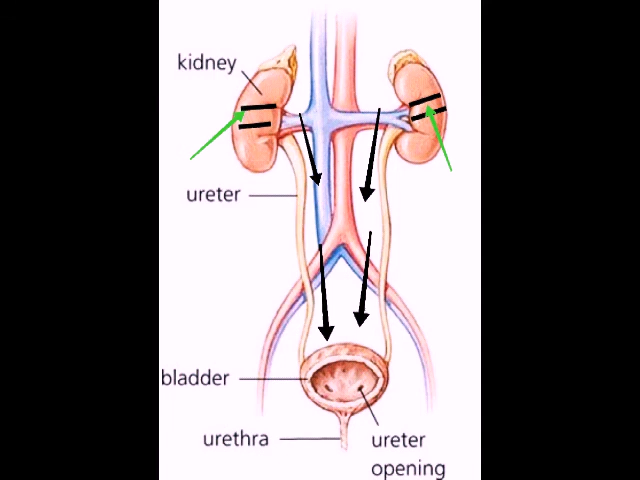 kidney
ureter
bladder
urethra
ureter
opening